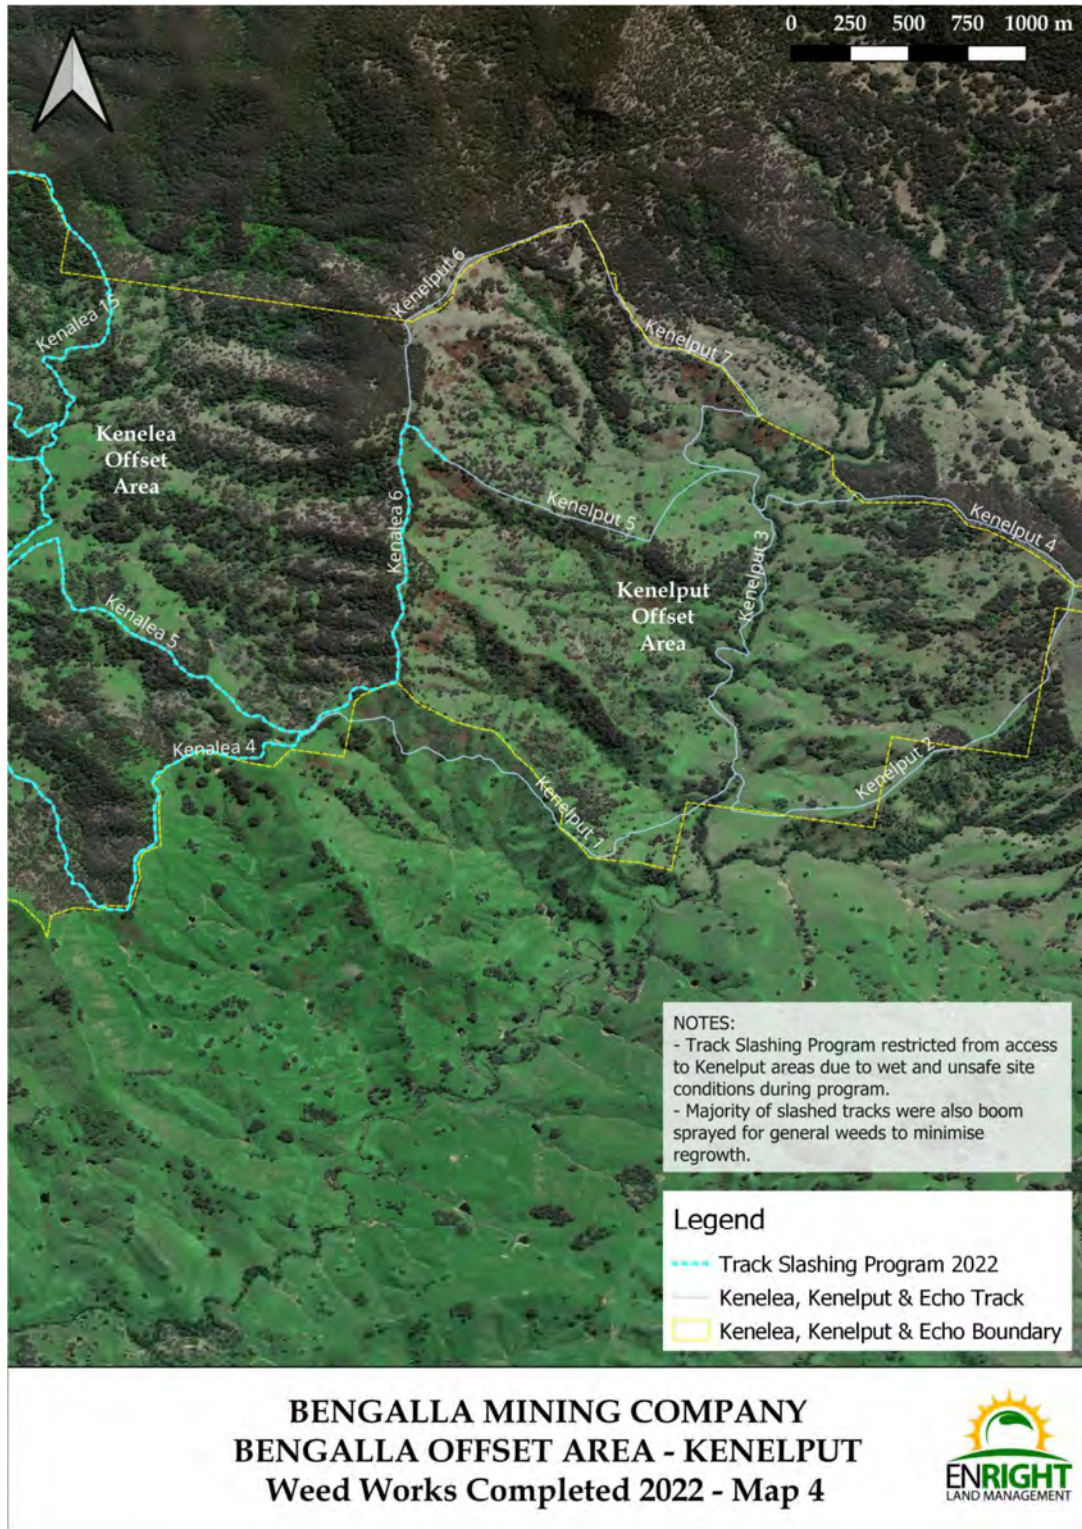 0 250 500 750 1000 m
Kenelput 6
Kenalea 15
Kenelput 7
Kenelea
Offset
Area
Kenalea 6
Kenelput 5
Kenelput 4
Kenelput 3
Kenelput
Offset
Area
Kenalea 5
Kenalea 4
Kenelput 2
Kenelput 1
NOTES:
- Track Slashing Program restricted from access
to Kenelput areas due to wet and unsafe site
conditions during program.
- Majority of slashed tracks were also boom
sprayed for general weeds to minimise
regrowth.
Legend
Track Slashing Program 2022
Kenelea, Kenelput & Echo Track
Kenelea, Kenelput & Echo Boundary
BENGALLA MINING COMPANY
BENGALLA OFFSET AREA - KENELPUT
Weed Works Completed 2022 - Map 4
ENRIGHT
LAND MANAGEMENT